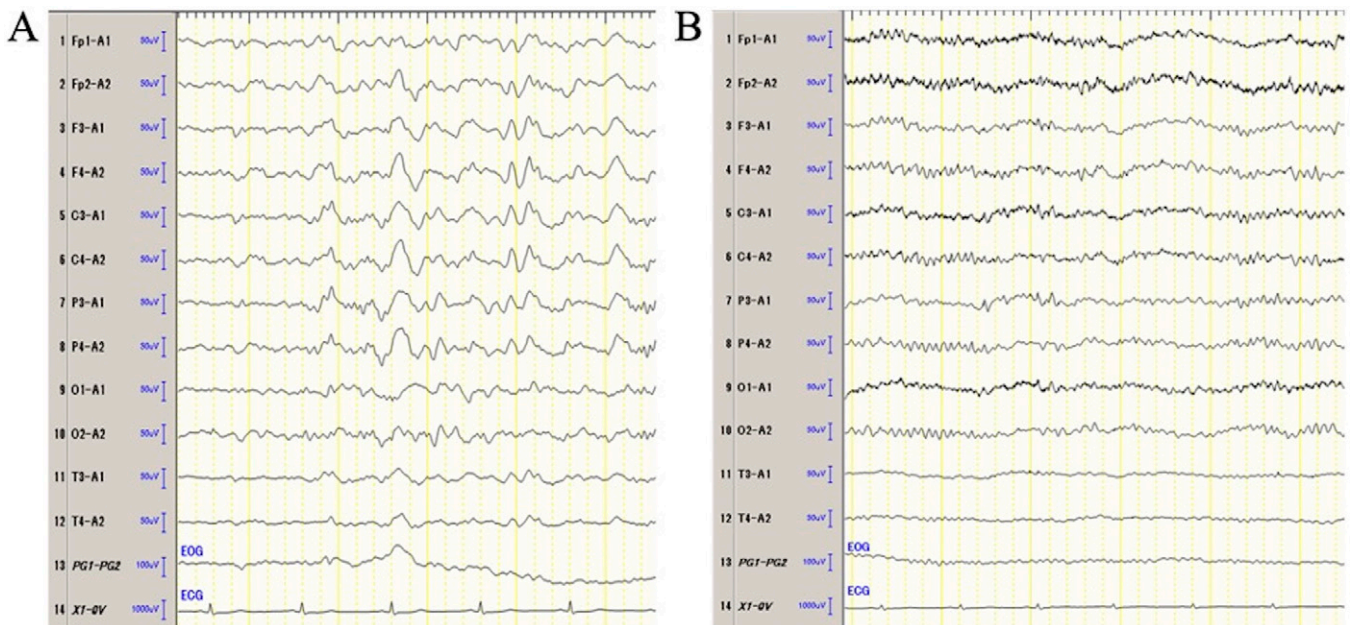 A
1 Fp1-A1 50uV
2 Fp2-A2 50uV
3 F3-A1 50uV
4 F4-A2 50uV
5 C3-A1 50uV
6 C4-A2 50uV
7 P3-A1 50uV
8 P4-A2 50uV
9 O1-A1 50uV
10 O2-A2 50uV
11 T3-A1 50uV
12 T4-A2 50uV
EOG
13 PG1-PG2 100uV
ECG
14 X1-0V 1000uV
B
1 Fp1-A1 50uV
2 Fp2-A2 50uV
3 F3-A1 50uV
4 F4-A2 50uV
5 C3-A1 50uV
6 C4-A2 50uV
7 P3-A1 50uV
8 P4-A2 50uV
9 O1-A1 50uV
10 O2-A2 50uV
11 T3-A1 50uV
12 T4-A2 50uV
EOG
13 PG1-PG2 100uV
ECG
14 X1-0V 1000uV